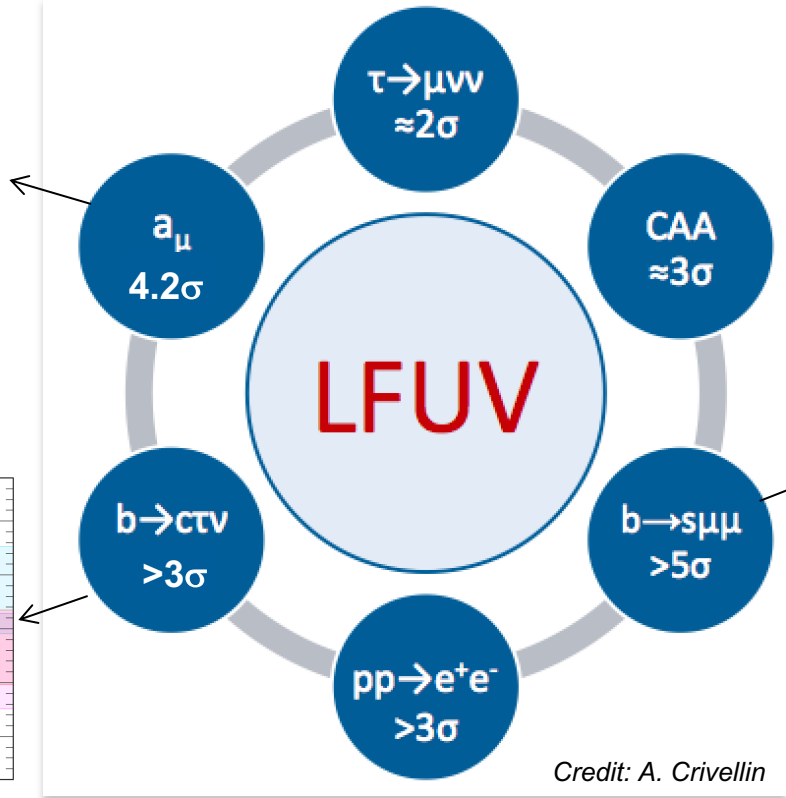 τ→μνν
≈2σ
aμ
4.2σ
CAA
≈3σ
LFUV
b→cτν
>3σ
b→sμμ
>5σ
pp→e⁺e⁻
>3σ
Credit: A. Crivellin